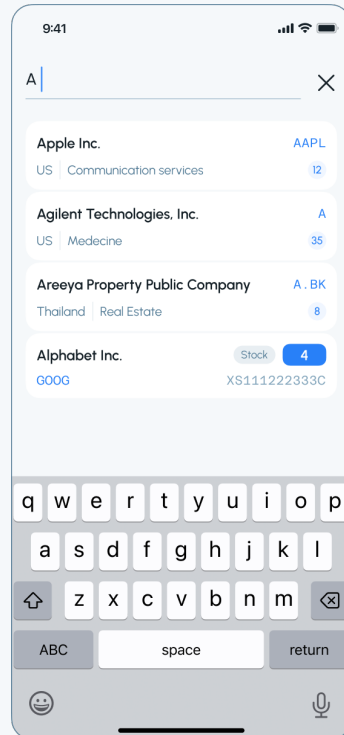 9:41
A
Apple Inc. AAPL
US Communication services 12
Agilent Technologies, Inc. A
US Medecine 35
Areeya Property Public Company A.BK
Thailand Real Estate 8
Alphabet Inc. Stock 4
GOOG XS111222333C
q w e r t y u i o p
a s d f g h j k l
z x c v b n m
ABC space return